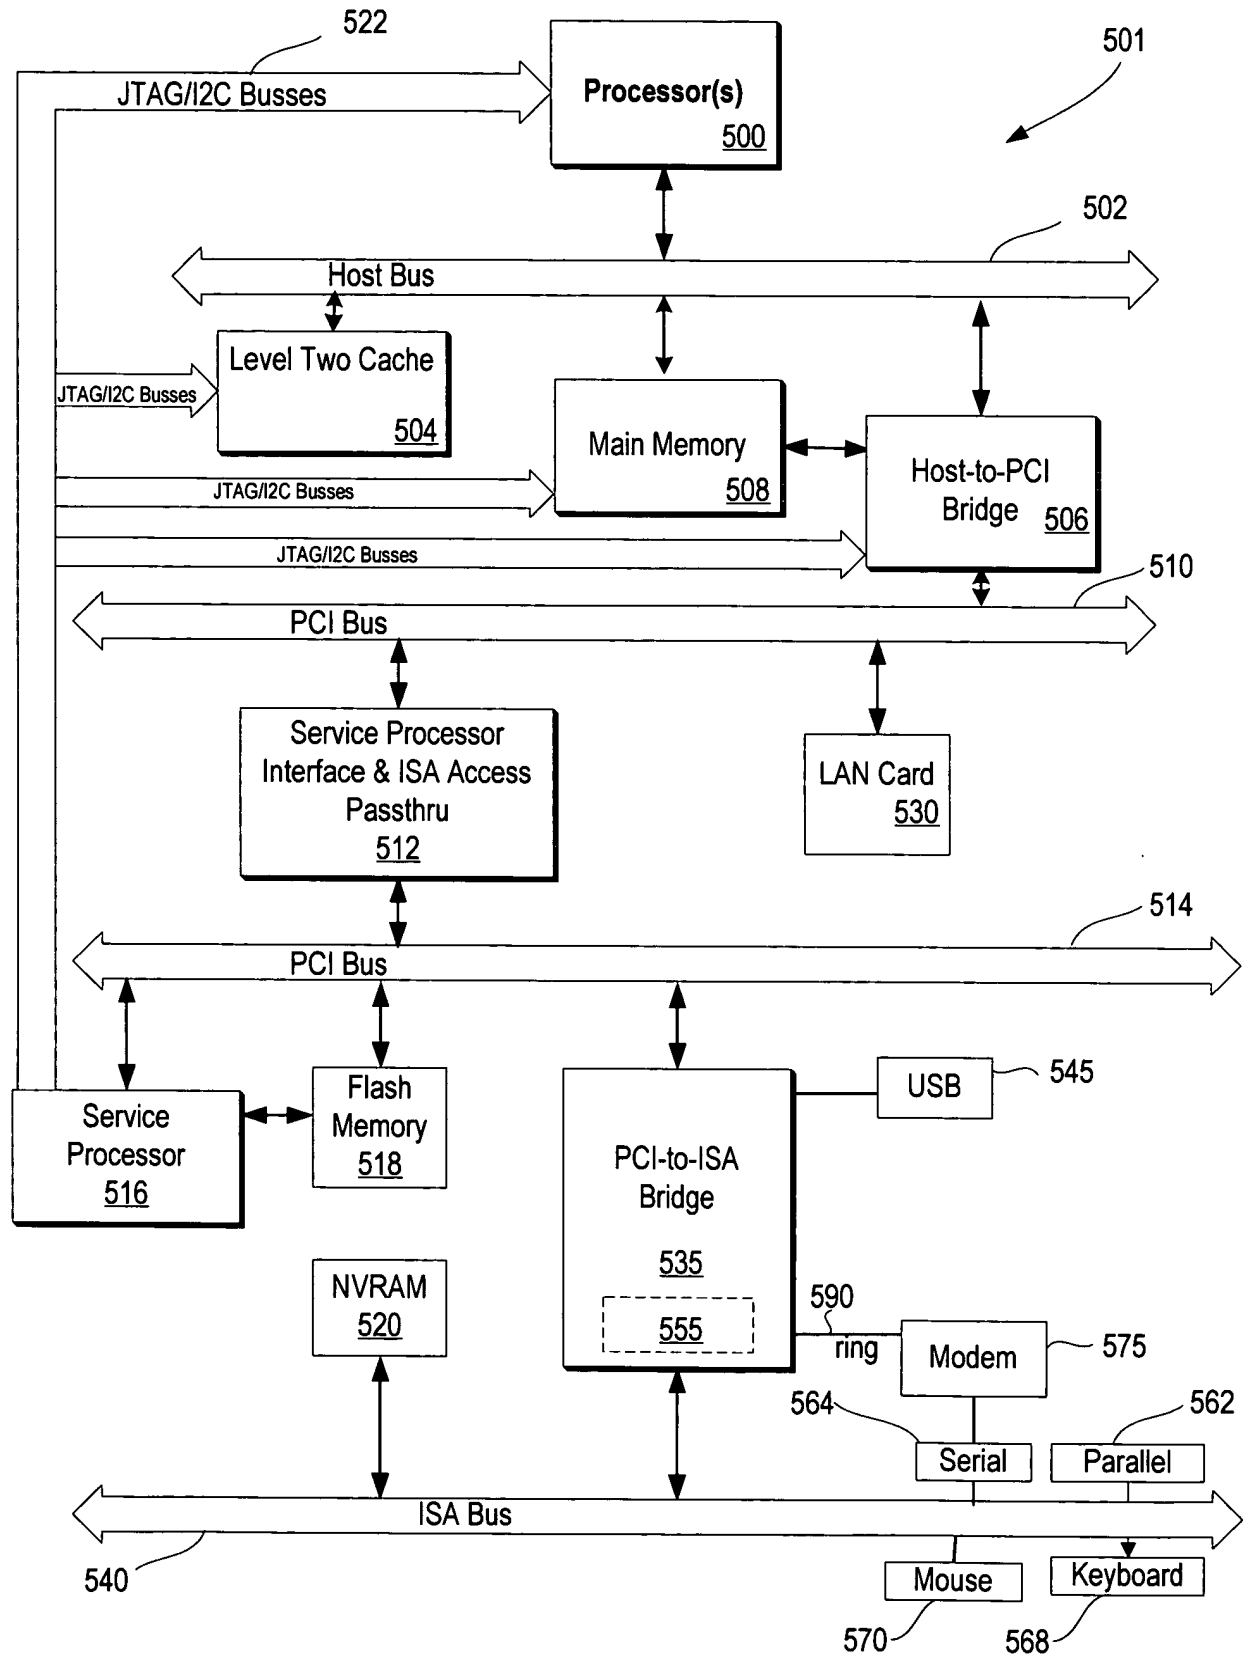 522
501
JTAG/I2C Busses
Processor(s)
500
502
Host Bus
Level Two Cache
504
JTAG/I2C Busses
Main Memory
508
Host-to-PCI
Bridge
506
JTAG/I2C Busses
JTAG/I2C Busses
510
PCI Bus
Service Processor
Interface & ISA Access
Passthru
512
LAN Card
530
514
PCI Bus
Service
Processor
516
Flash
Memory
518
PCI-to-ISA
Bridge
535
555
USB
545
NVRAM
520
590
ring
Modem
575
564
562
Serial
Parallel
ISA Bus
540
Mouse
Keyboard
570
568